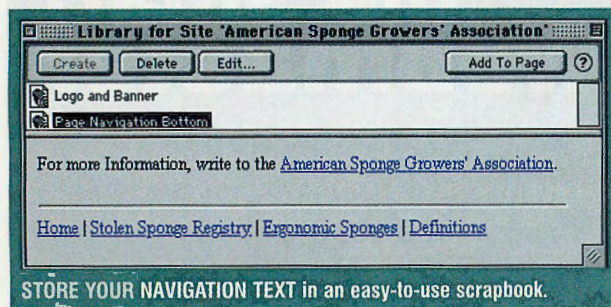 Library for Site 'American Sponge Growers' Association'
Create Delete Edit... Add To Page ?
Logo and Banner
Page Navigation Bottom
For more Information, write to the American Sponge Growers' Association.
Home | Stolen Sponge Registry | Ergonomic Sponges | Definitions
STORE YOUR NAVIGATION TEXT in an easy-to-use scrapbook.